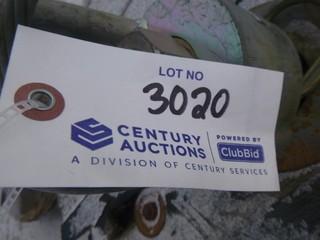 LOT NO
3020
CENTURY AUCTIONS
POWERED BY
ClubBid
A DIVISION OF CENTURY SERVICES